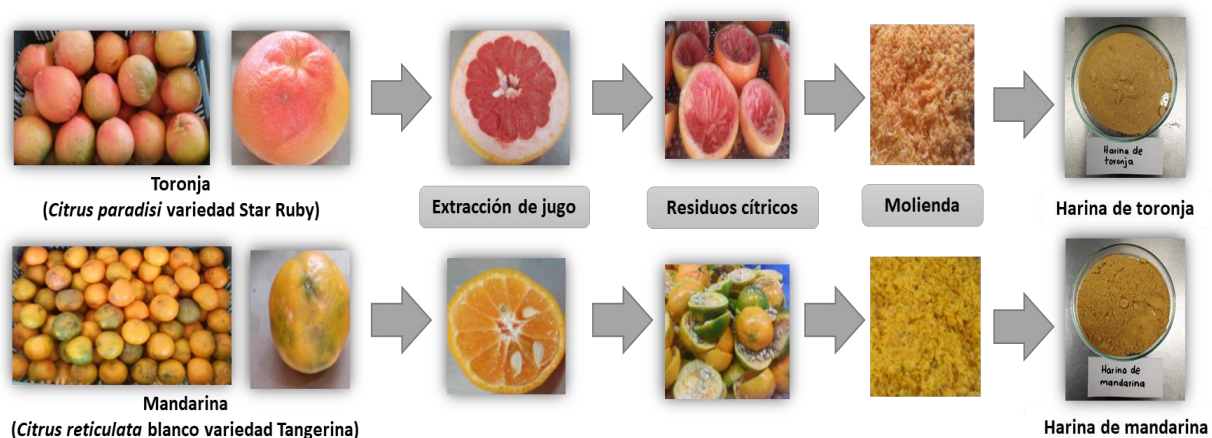 Toronja
(Citrus paradisi variedad Star Ruby)
Extracción de jugo
Residuos cítricos
Molienda
Harina de
toronja
Harina de toronja
Mandarina
(Citrus reticulata blanco variedad Tangerina)
Harina de
mandarina
Harina de mandarina